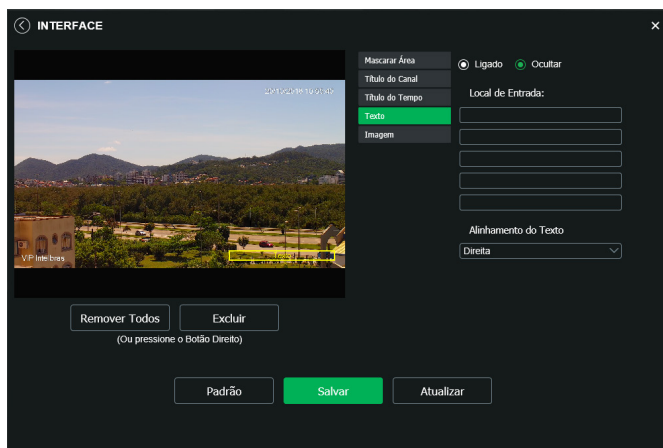 INTERFACE
Mascarar Área
Título do Canal
Título do Tempo
Texto
Imagem
Ligado
Ocultar
Local de Entrada:
Alinhamento do Texto
Direita
VIP Intelbras
Remover Todos
Excluir
(Ou pressione o Botão Direito)
Padrão
Salvar
Atualizar